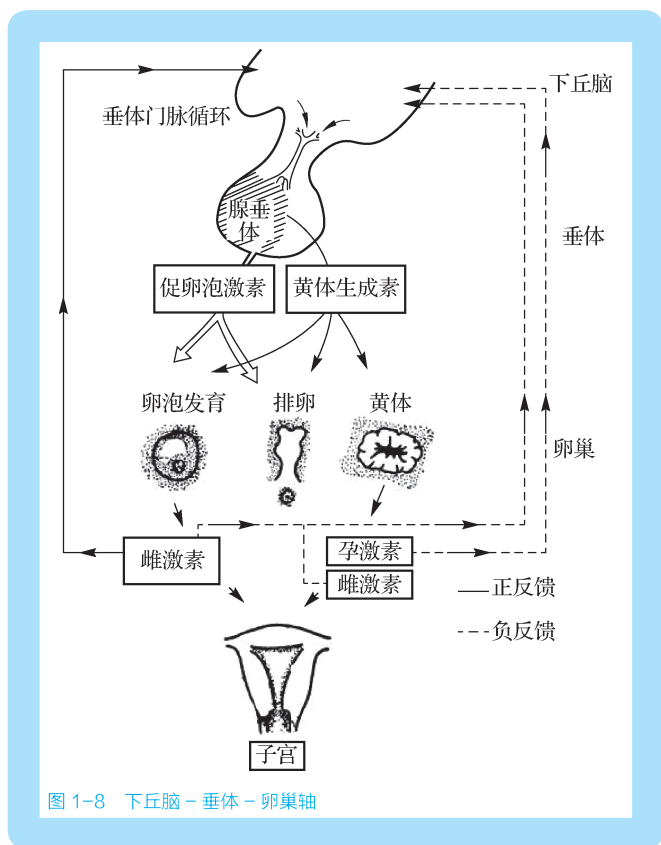 下丘脑
垂体门脉循环
腺垂
体
垂体
促卵泡激素
黄体生成素
卵泡发育
排卵
黄体
卵巢
雌激素
孕激素
雌激素
正反馈
负反馈
子宫
图 1-8 下丘脑 – 垂体 – 卵巢轴